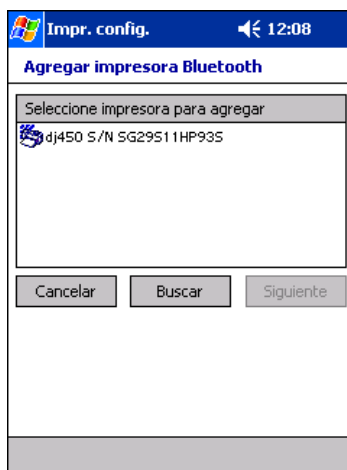 Impr. config. 12:08
Agregar impresora Bluetooth
Seleccione impresora para agregar
dj450 S/N SG29S11HP93S
Cancelar Buscar Siguiente